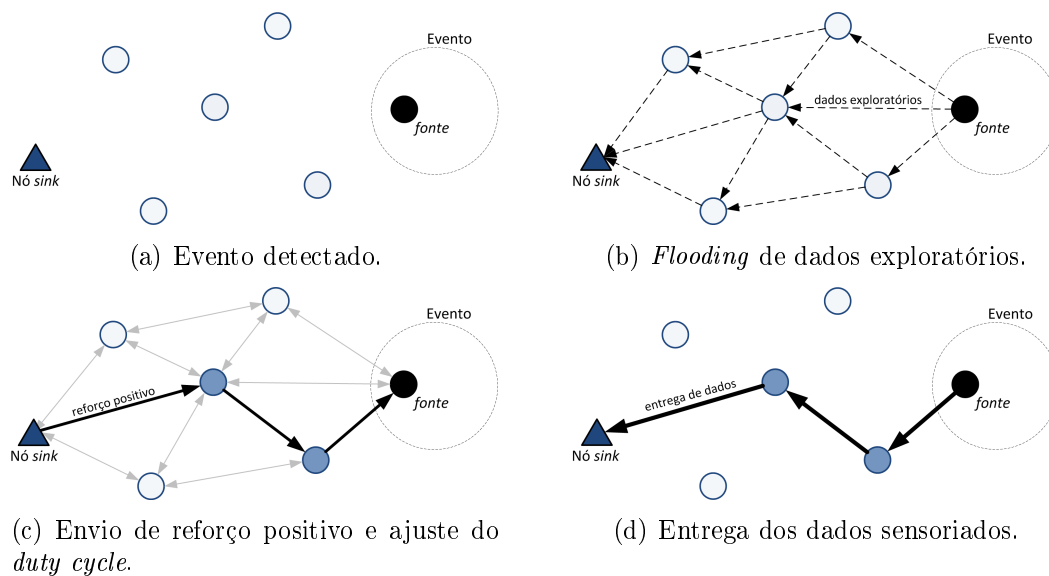 Evento
fonte
Nó sink
(a) Evento detectado.
Evento
dados exploratórios
fonte
Nó sink
(b) Flooding de dados exploratórios.
Evento
reforço positivo
fonte
Nó sink
(c) Envio de reforço positivo e ajuste do
duty cycle.
Evento
entrega de dados
fonte
Nó sink
(d) Entrega dos dados sensoriados.